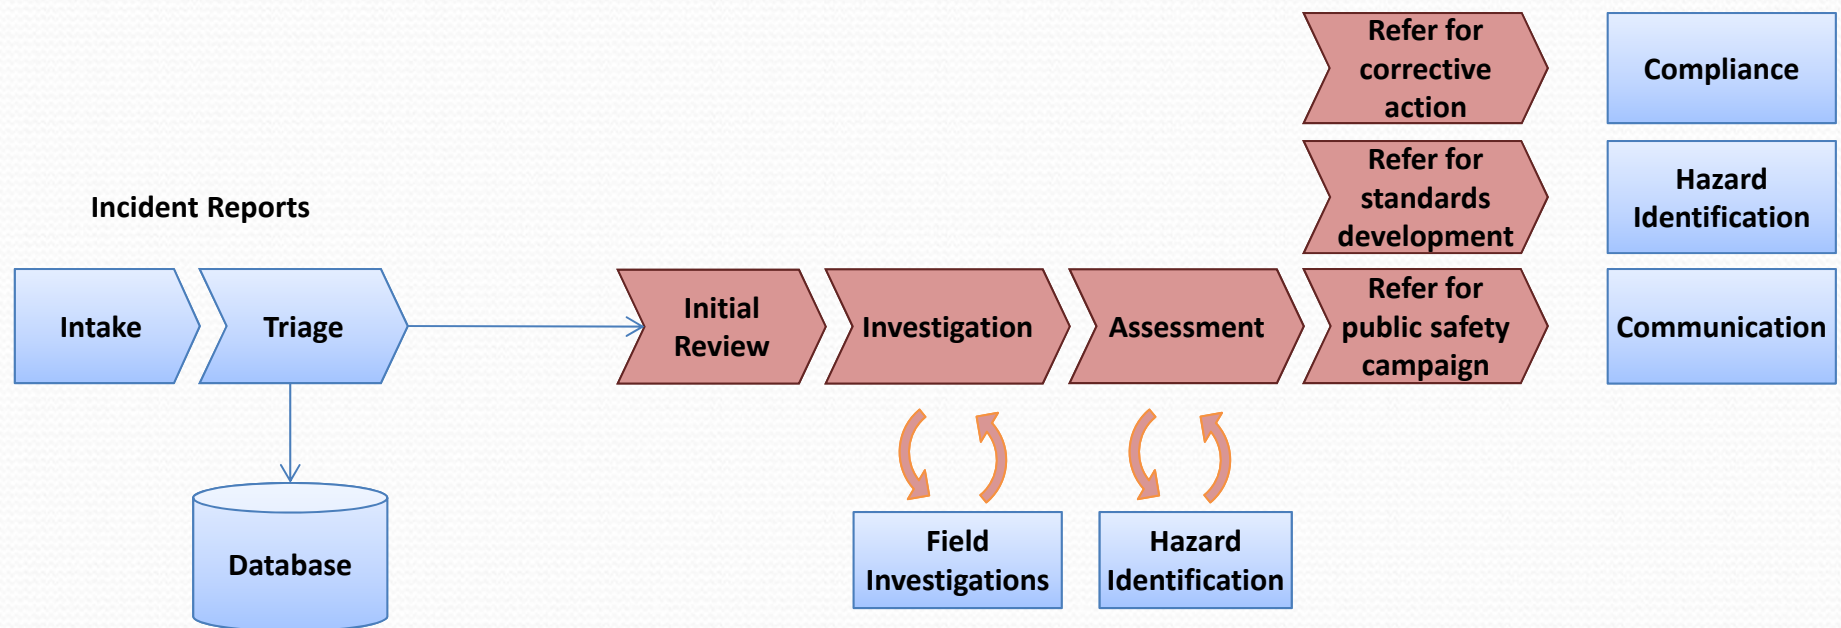 Refer for
corrective
action
Compliance
Refer for
standards
development
Hazard
Identification
Incident Reports
Intake
Triage
Initial
Review
Investigation
Assessment
Refer for
public safety
campaign
Communication
Database
Field
Investigations
Hazard
Identification